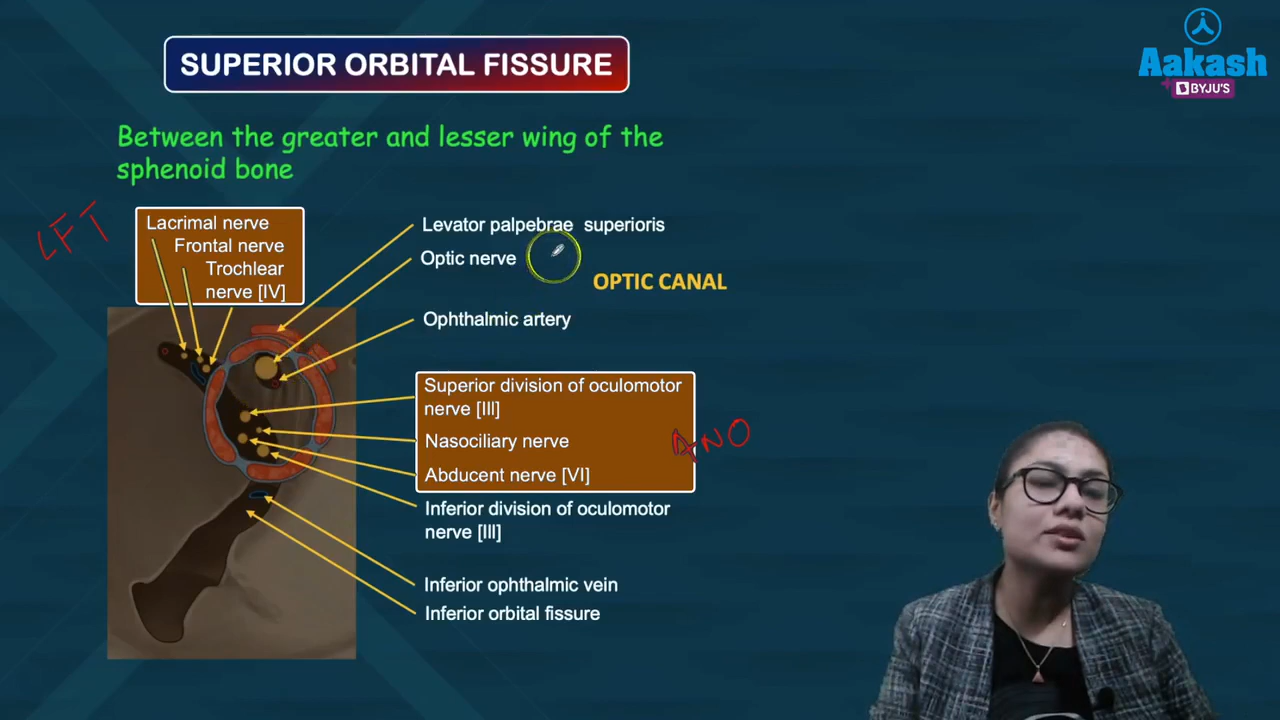 Aakash
BYJU'S
SUPERIOR ORBITAL FISSURE
Between the greater and lesser wing of the
sphenoid bone
LFT
Lacrimal nerve
Frontal nerve
Trochlear
nerve [IV]
Levator palpebrae superioris
Optic nerve
OPTIC CANAL
Ophthalmic artery
Superior division of oculomotor
nerve [III]
Nasociliary nerve
ANO
Abducent nerve [VI]
Inferior division of oculomotor
nerve [III]
Inferior ophthalmic vein
Inferior orbital fissure